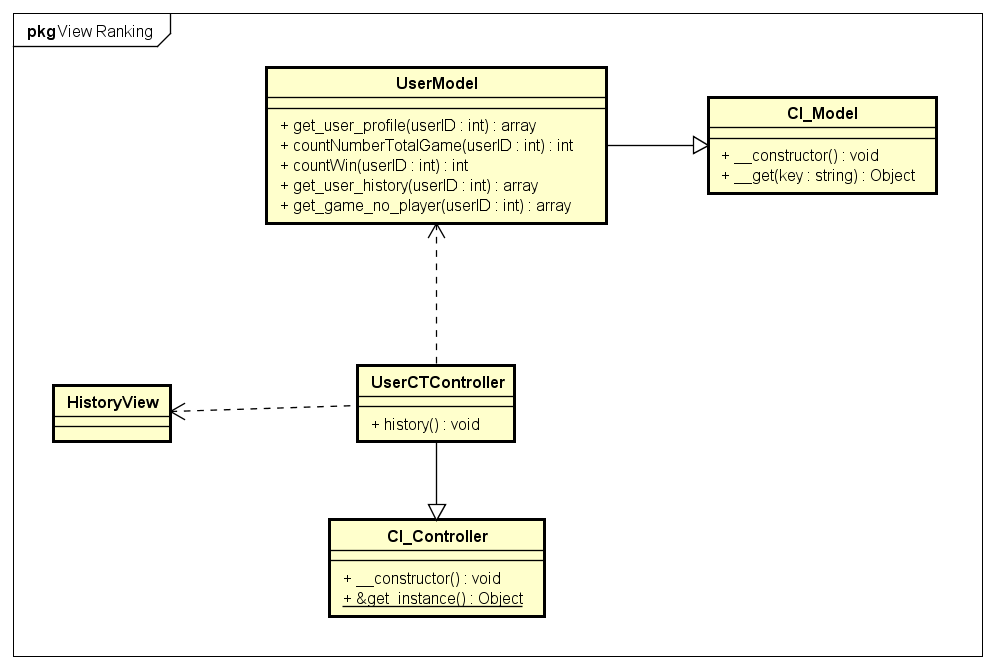 pkg View Ranking
UserModel
+ get_user_profile(userID : int) : array
+ countNumberTotalGame(userID : int) : int
+ countWin(userID : int) : int
+ get_user_history(userID : int) : array
+ get_game_no_player(userID : int) : array
CI_Model
+ __constructor() : void
+ __get(key : string) : Object
UserCTController
+ history() : void
HistoryView
CI_Controller
+ __constructor() : void
+ &get_instance() : Object